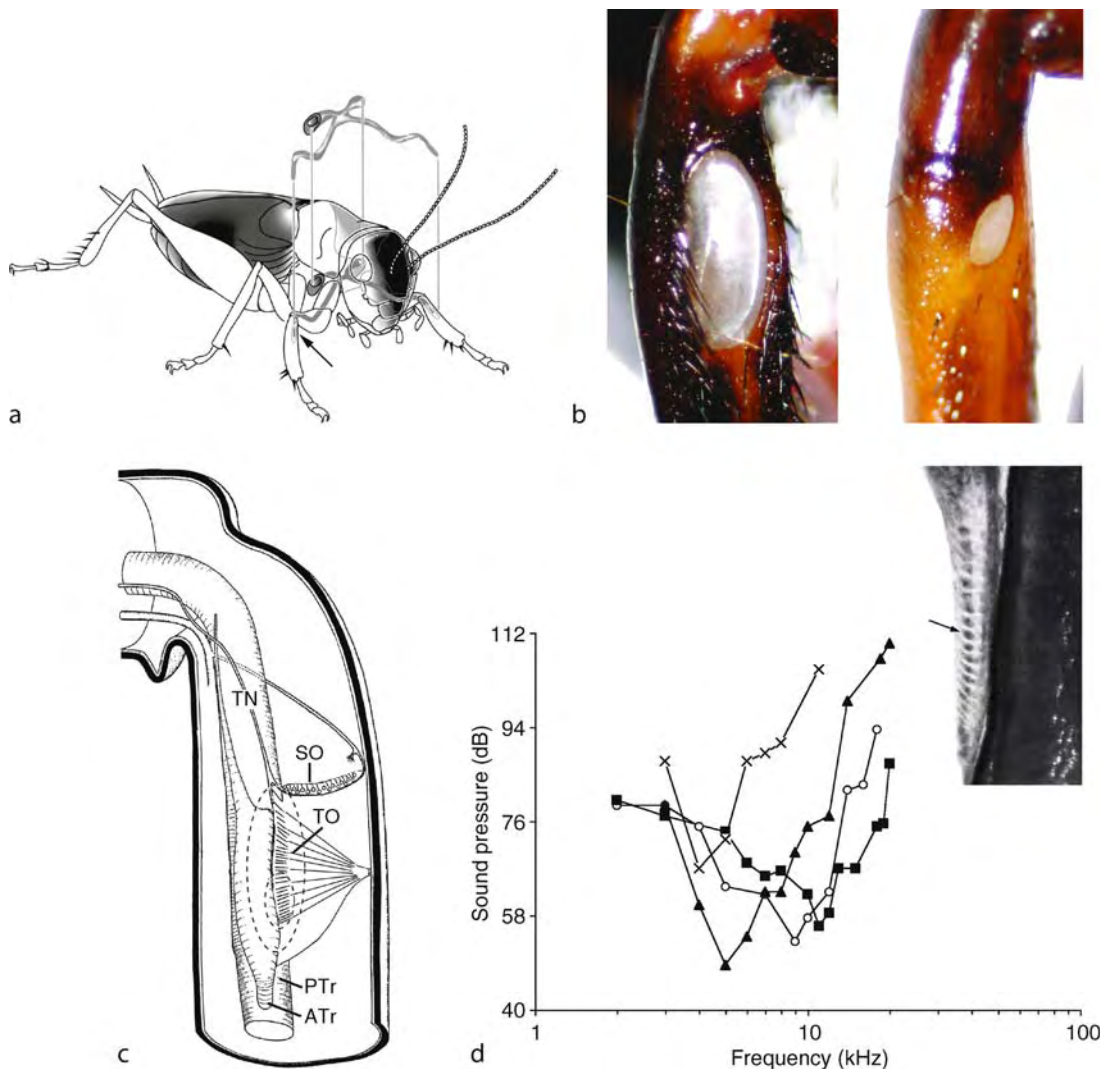 a
b
TN
SO
TO
PTr
ATr
c
112
94
76
58
40
Sound pressure (dB)
1
10
100
Frequency (kHz)
d